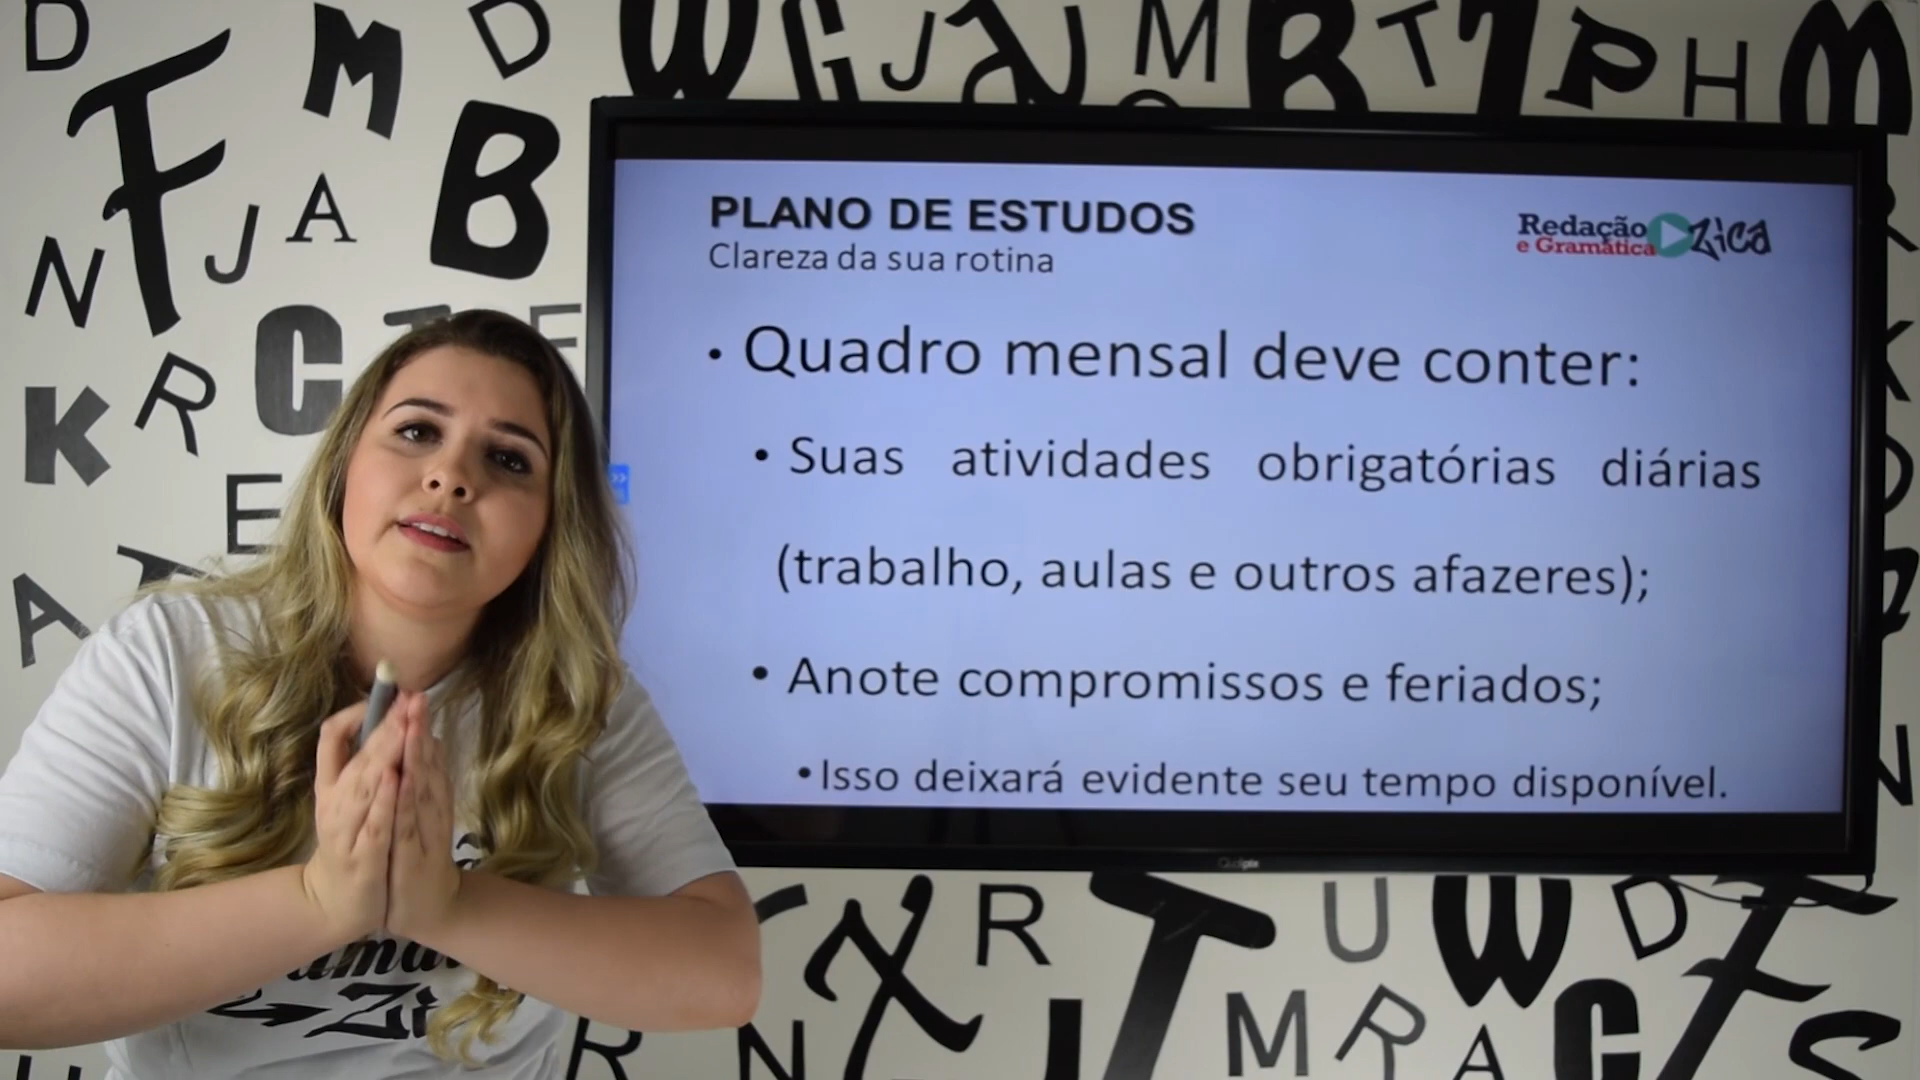 PLANO DE ESTUDOS
Clareza da sua rotina
Redação
e Gramática
Zica
• Quadro mensal deve conter:
• Suas atividades obrigatórias diárias
(trabalho, aulas e outros afazeres);
• Anote compromissos e feriados;
• Isso deixará evidente seu tempo disponível.